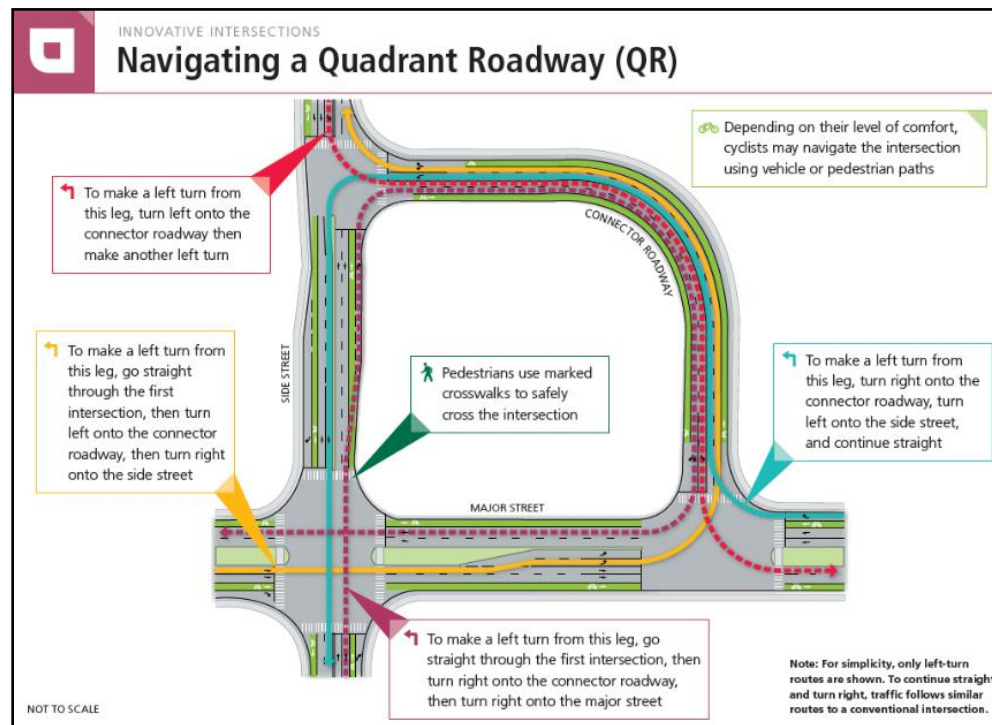 INNOVATIVE INTERSECTIONS
Navigating a Quadrant Roadway (QR)
Depending on their level of comfort,
cyclists may navigate the intersection
using vehicle or pedestrian paths
To make a left turn from
this leg, turn left onto the
connector roadway then
make another left turn
CONNECTOR ROADWAY
SIDE STREET
To make a left turn from
this leg, go straight
through the first
intersection, then turn
left onto the connector
roadway, then turn right
onto the side street
Pedestrians use marked
crosswalks to safely
cross the intersection
To make a left turn from
this leg, turn right onto the
connector roadway, turn
left onto the side street,
and continue straight
MAJOR STREET
To make a left turn from this leg, go
straight through the first intersection, then
turn right onto the connector roadway,
then turn right onto the major street
Note: For simplicity, only left-turn
routes are shown. To continue straight
and turn right, traffic follows similar
routes to a conventional intersection.
NOT TO SCALE